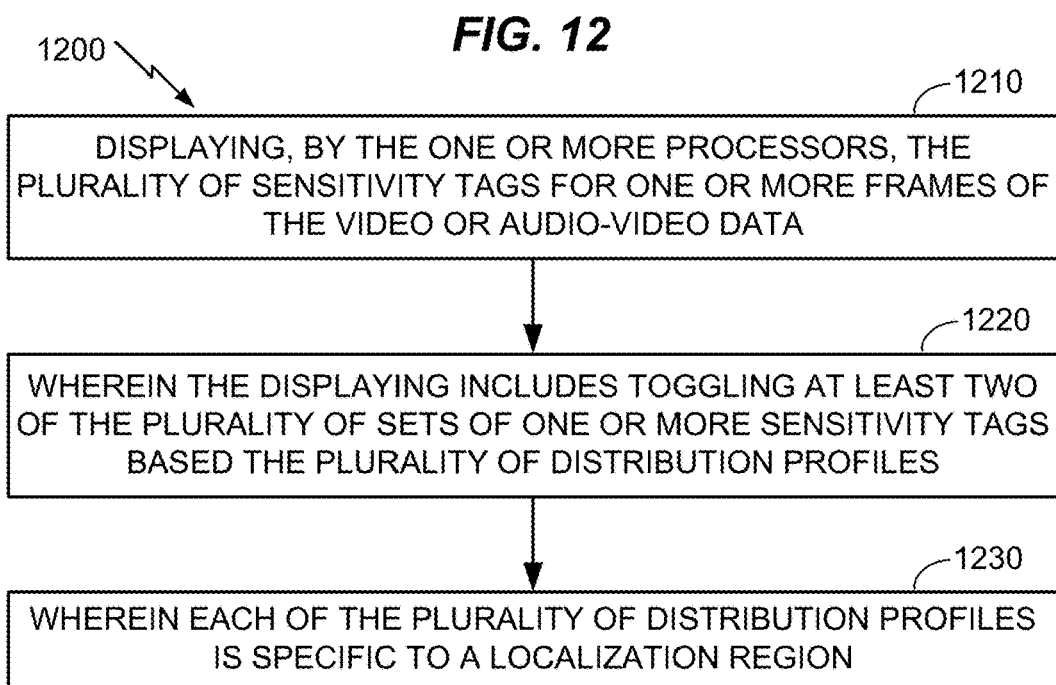 FIG. 12
1200
1210
DISPLAYING, BY THE ONE OR MORE PROCESSORS, THE
PLURALITY OF SENSITIVITY TAGS FOR ONE OR MORE FRAMES OF
THE VIDEO OR AUDIO-VIDEO DATA
1220
WHEREIN THE DISPLAYING INCLUDES TOGGLING AT LEAST TWO
OF THE PLURALITY OF SETS OF ONE OR MORE SENSITIVITY TAGS
BASED THE PLURALITY OF DISTRIBUTION PROFILES
1230
WHEREIN EACH OF THE PLURALITY OF DISTRIBUTION PROFILES
IS SPECIFIC TO A LOCALIZATION REGION